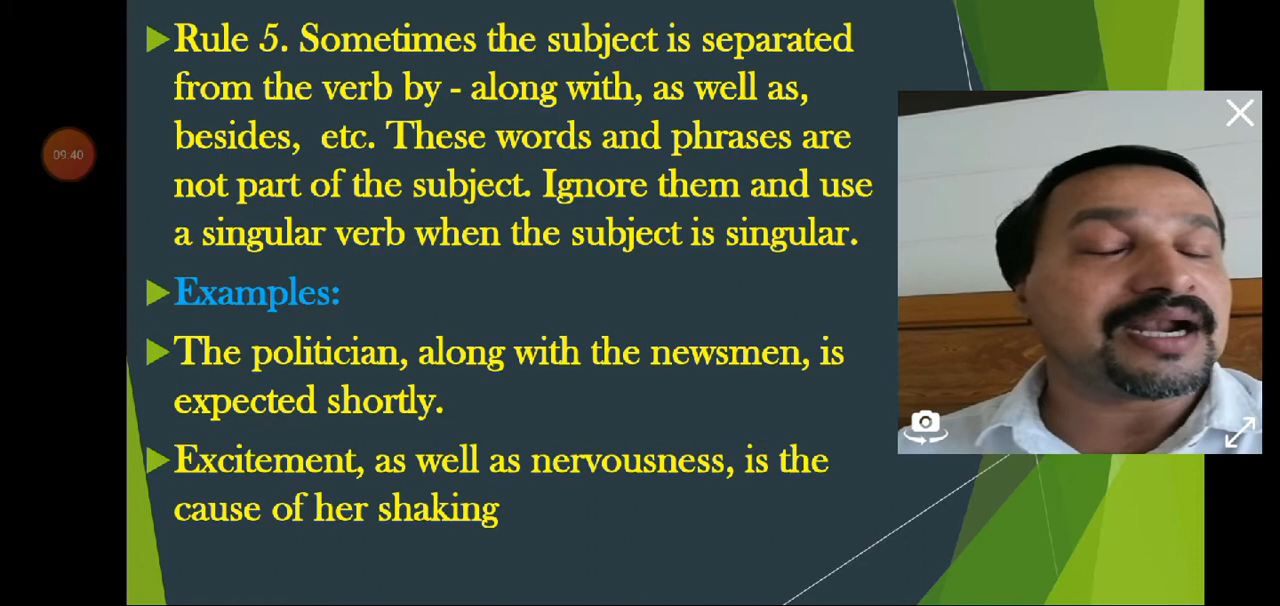 Rule 5. Sometimes the subject is separated
from the verb by - along with, as well as,
besides, etc. These words and phrases are
not part of the subject. Ignore them and use
a singular verb when the subject is singular.
Examples:
The politician, along with the newsmen, is
expected shortly.
Excitement, as well as nervousness, is the
cause of her shaking
09:40